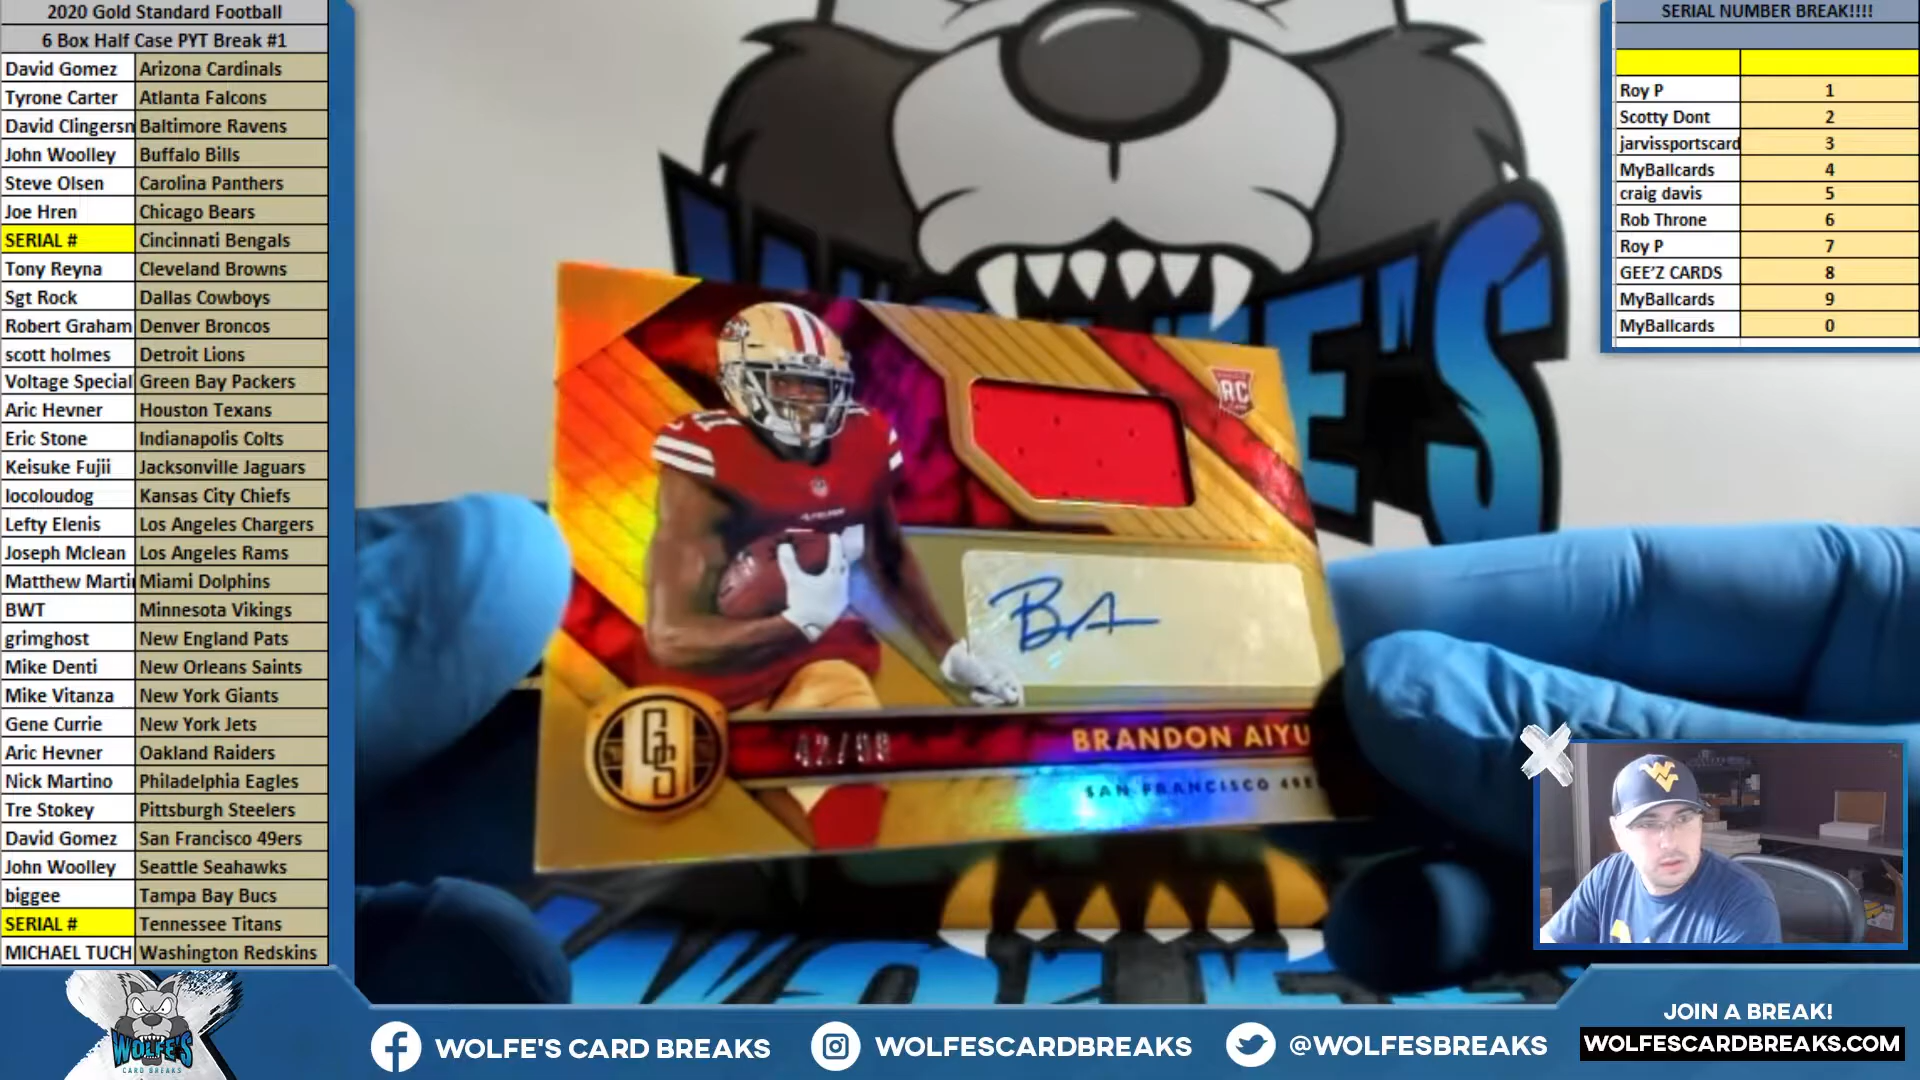 2020 Gold Standard Football
6 Box Half Case PYT Break #1
David Gomez Arizona Cardinals
Tyrone Carter Atlanta Falcons
David Clingersn Baltimore Ravens
John Woolley Buffalo Bills
Steve Olsen Carolina Panthers
Joe Hren Chicago Bears
SERIAL # Cincinnati Bengals
Tony Reyna Cleveland Browns
Sgt Rock Dallas Cowboys
Robert Graham Denver Broncos
scott holmes Detroit Lions
Voltage Special Green Bay Packers
Aric Hevner Houston Texans
Eric Stone Indianapolis Colts
Keisuke Fujii Jacksonville Jaguars
locoloudog Kansas City Chiefs
Lefty Elenis Los Angeles Chargers
Joseph Mclean Los Angeles Rams
Matthew Marti Miami Dolphins
BWT Minnesota Vikings
grimghost New England Pats
Mike Denti New Orleans Saints
Mike Vitanza New York Giants
Gene Currie New York Jets
Aric Hevner Oakland Raiders
Nick Martino Philadelphia Eagles
Tre Stokey Pittsburgh Steelers
David Gomez San Francisco 49ers
John Woolley Seattle Seahawks
biggee Tampa Bay Bucs
SERIAL # Tennessee Titans
MICHAEL TUCH Washington Redskins
SERIAL NUMBER BREAK!!!!
Roy P 1
Scotty Dont 2
jarvissportscard 3
MyBallcards 4
craig davis 5
Rob Throne 6
Roy P 7
GEE'Z CARDS 8
MyBallcards 9
MyBallcards 0
RC
BA
GS
BRANDON AIYU
SAN FRANCISCO 49E
WOLFE'S
CARD BREAKS
WOLFE'S CARD BREAKS
WOLFESCARDBREAKS
@WOLFESBREAKS
JOIN A BREAK!
WOLFESCARDBREAKS.COM